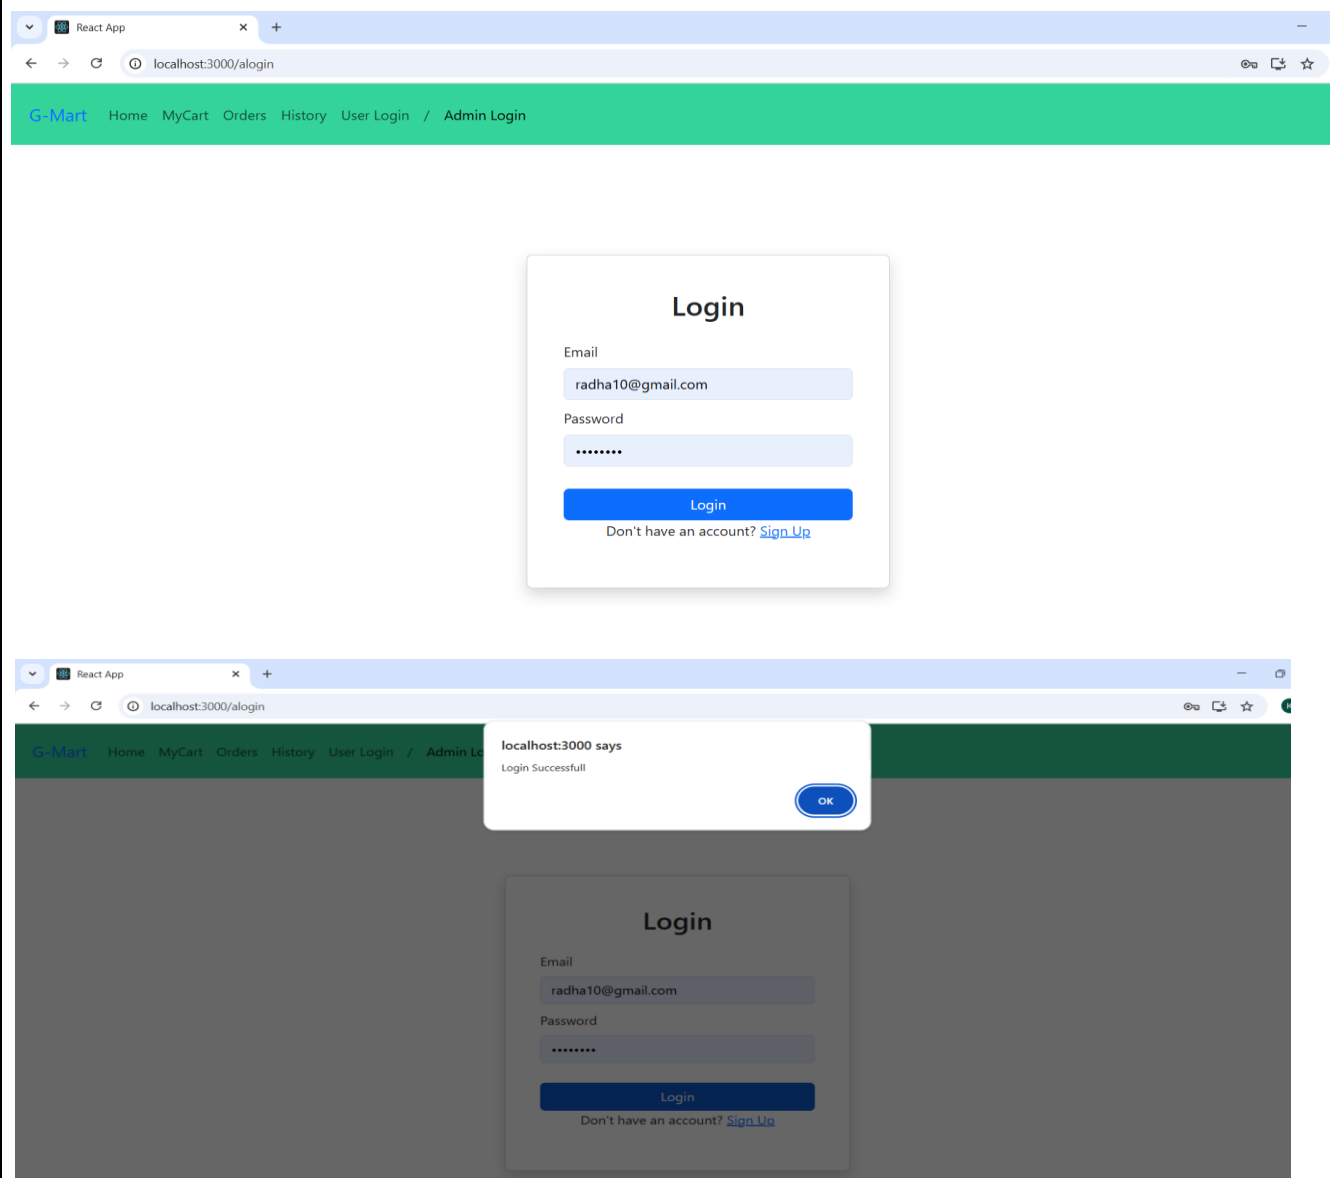 React App
localhost:3000/alogin
G-Mart Home MyCart Orders History User Login / Admin Login
Login
Email
radha10@gmail.com
Password
••••••••
Login
Don't have an account? Sign Up
React App
localhost:3000/alogin
G-Mart Home MyCart Orders History User Login / Admin Lo
localhost:3000 says
Login Successfull
OK
Login
Email
radha10@gmail.com
Password
••••••••
Login
Don't have an account? Sign Up